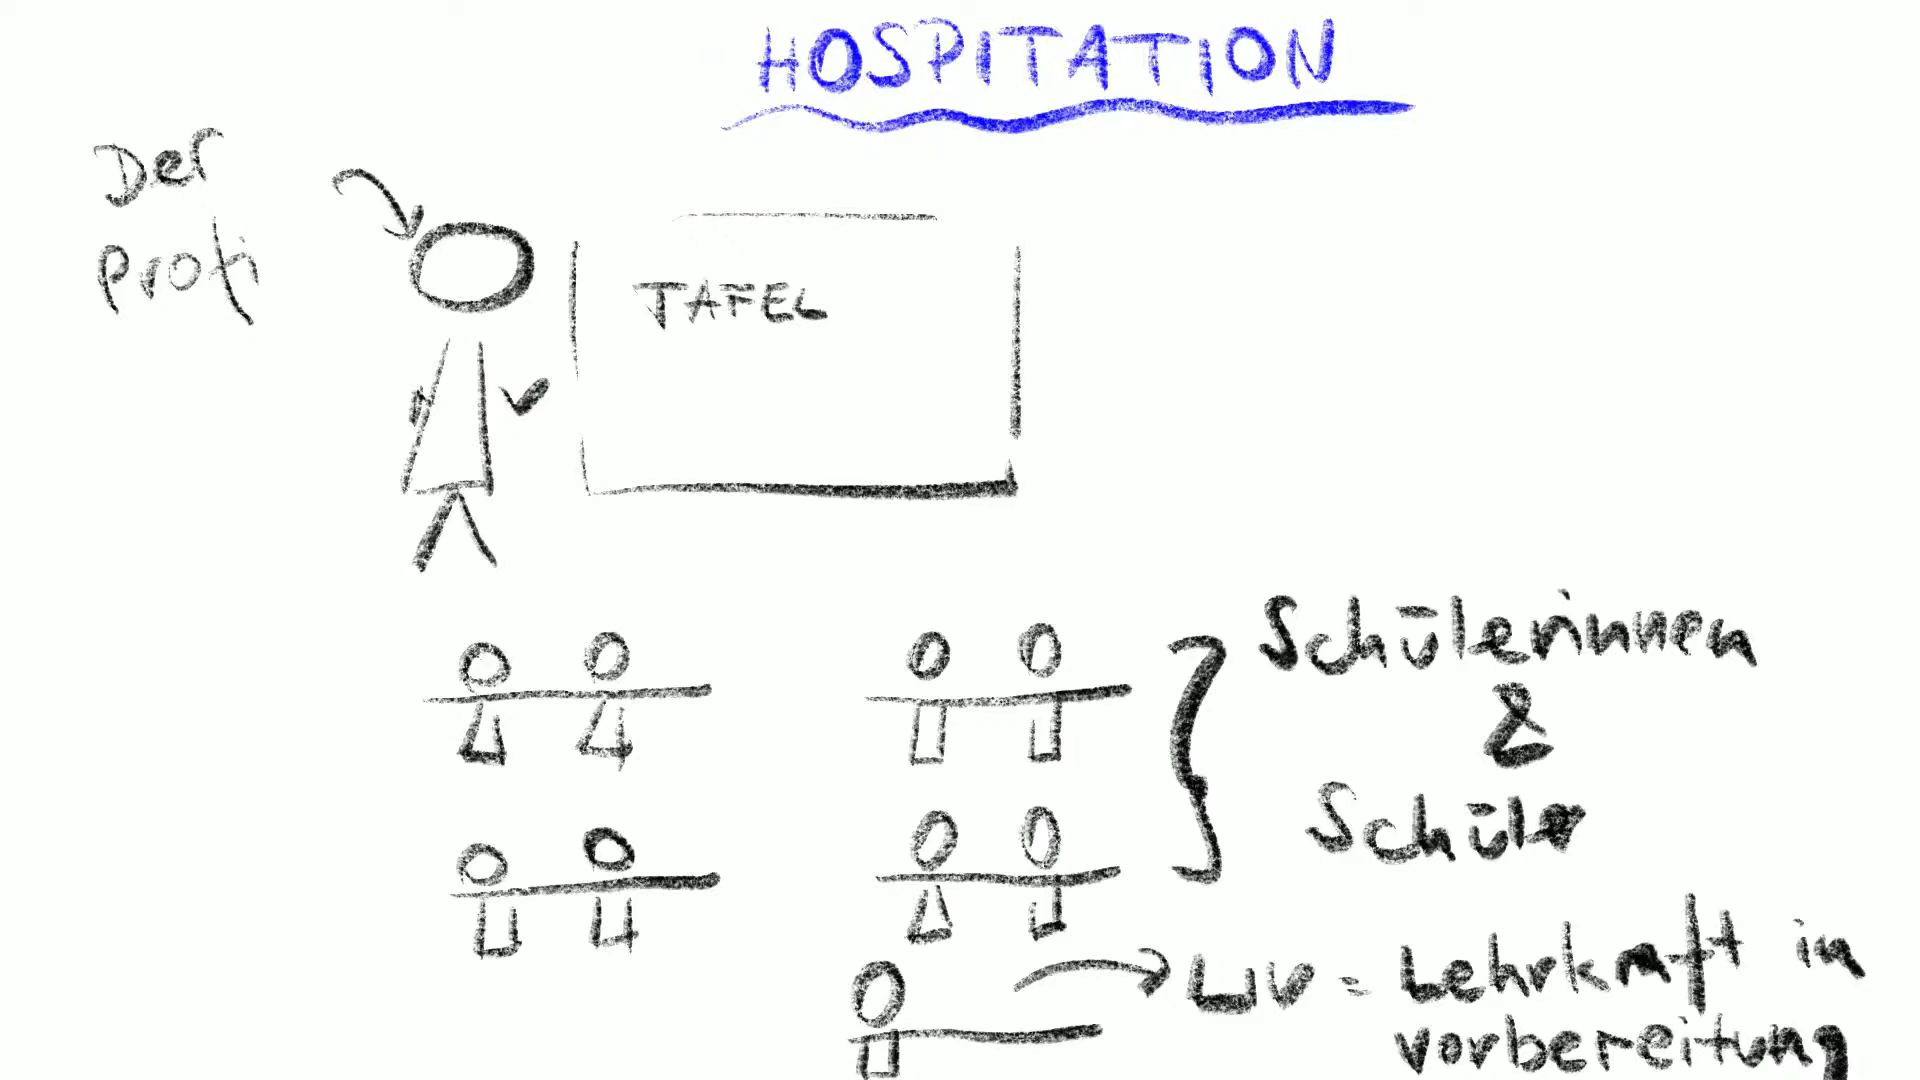 HOSPITATION
Der
Profi
TAFEL
Schülerinnen
&
Schüler
LIV = Lehrkraft in
vorbereitung